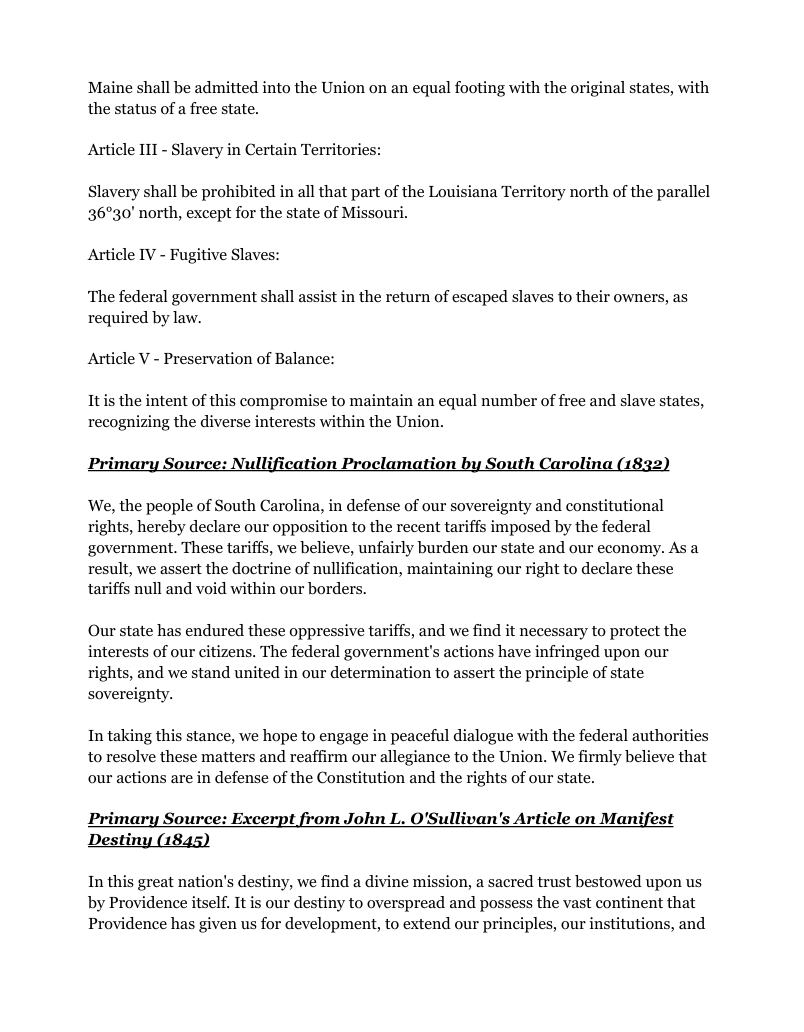 Maine shall be admitted into the Union on an equal footing with the original states, with
the status of a free state.
Article III - Slavery in Certain Territories:
Slavery shall be prohibited in all that part of the Louisiana Territory north of the parallel
36°30' north, except for the state of Missouri.
Article IV - Fugitive Slaves:
The federal government shall assist in the return of escaped slaves to their owners, as
required by law.
Article V - Preservation of Balance:
It is the intent of this compromise to maintain an equal number of free and slave states,
recognizing the diverse interests within the Union.
Primary Source: Nullification Proclamation by South Carolina (1832)
We, the people of South Carolina, in defense of our sovereignty and constitutional
rights, hereby declare our opposition to the recent tariffs imposed by the federal
government. These tariffs, we believe, unfairly burden our state and our economy. As a
result, we assert the doctrine of nullification, maintaining our right to declare these
tariffs null and void within our borders.
Our state has endured these oppressive tariffs, and we find it necessary to protect the
interests of our citizens. The federal government's actions have infringed upon our
rights, and we stand united in our determination to assert the principle of state
sovereignty.
In taking this stance, we hope to engage in peaceful dialogue with the federal authorities
to resolve these matters and reaffirm our allegiance to the Union. We firmly believe that
our actions are in defense of the Constitution and the rights of our state.
Primary Source: Excerpt from John L. O'Sullivan's Article on Manifest
Destiny (1845)
In this great nation's destiny, we find a divine mission, a sacred trust bestowed upon us
by Providence itself. It is our destiny to overspread and possess the vast continent that
Providence has given us for development, to extend our principles, our institutions, and